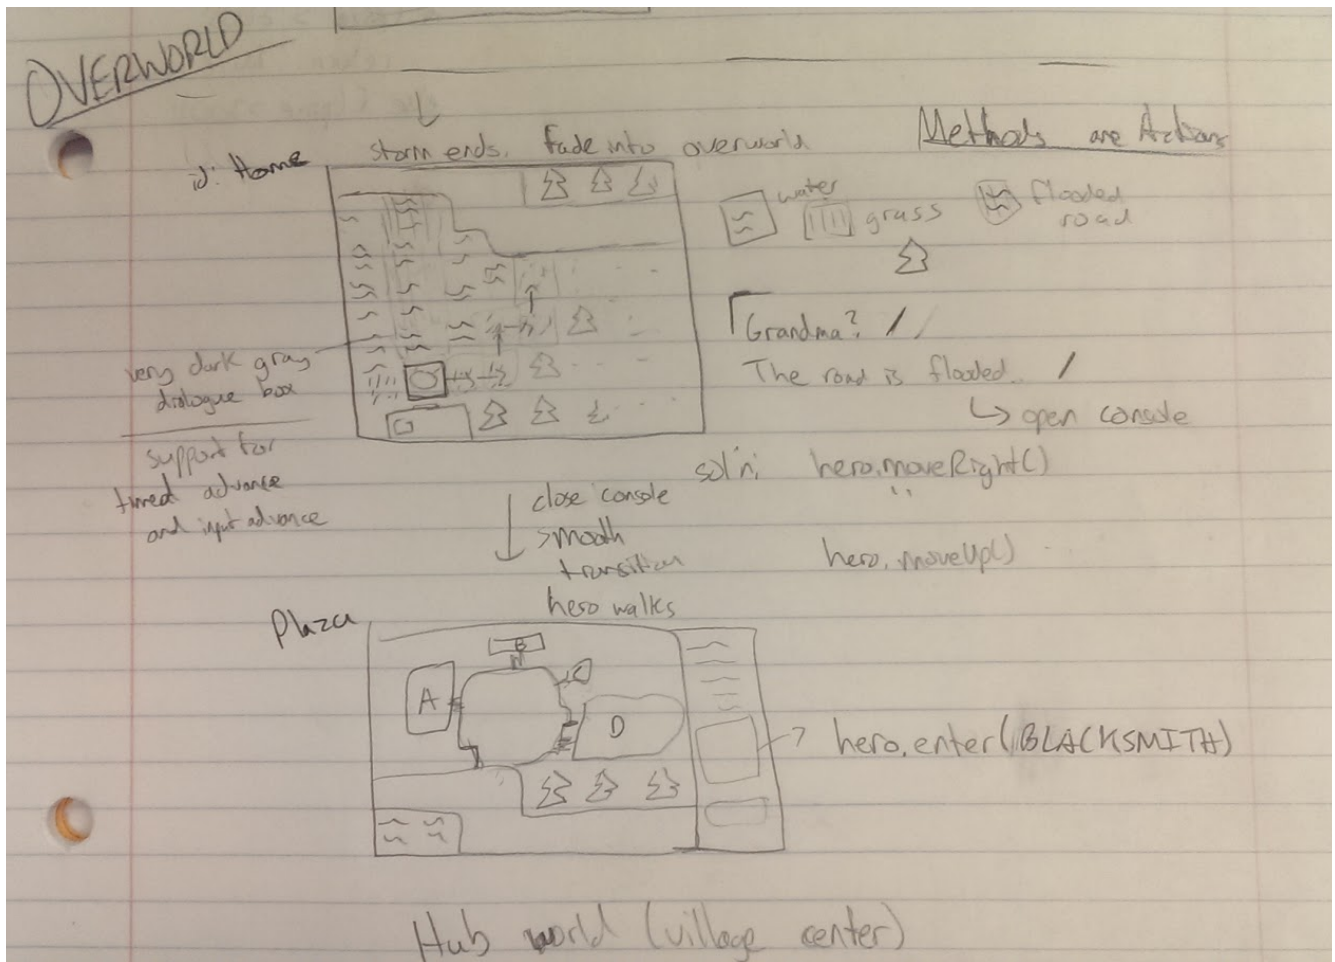 OVERWORLD
storm ends. fade into overworld
Methods are Actions
id: Home
water
grass
flooded
road
Grandma? /
The road is flooded. /
↳ open console
very dark gray
dialogue box
support for
timed advance
and input advance
sol'n: hero.moveRight()
"
hero.moveUp()
close console
smooth
transition
hero walks
Plaza
B
A
C
D
hero.enter(BLACKSMITH)
Hub world (village center)